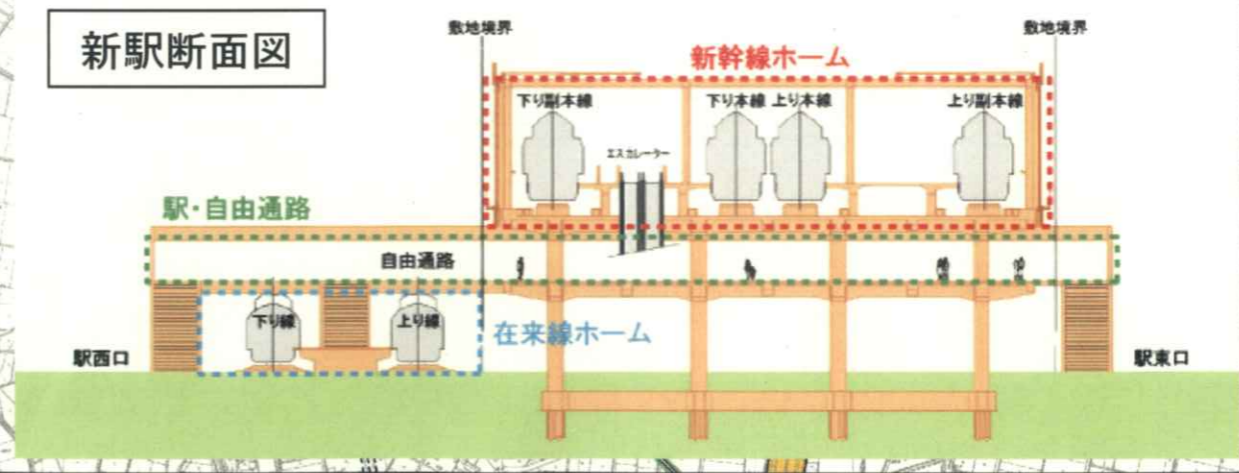 新駅断面図
敷地境界
敷地境界
新幹線ホーム
下り副本線
下り本線
上り本線
上り副本線
エスカレーター
駅・自由通路
自由通路
下り線
上り線
在来線ホーム
駅西口
駅東口